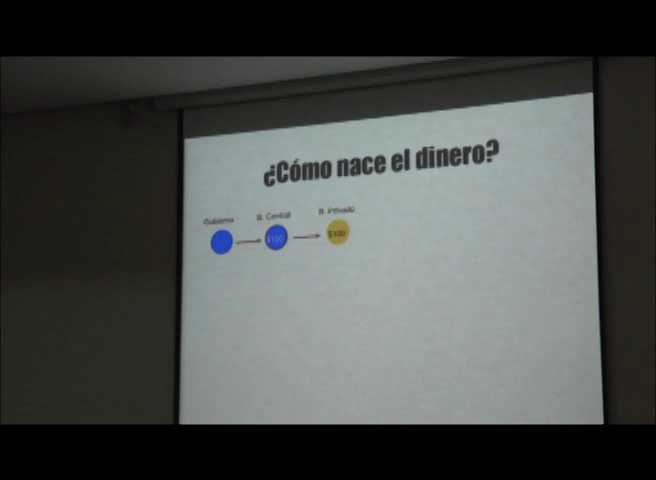 ¿Cómo nace el dinero?
Gobierno B. Central B. Privado
$100 $100